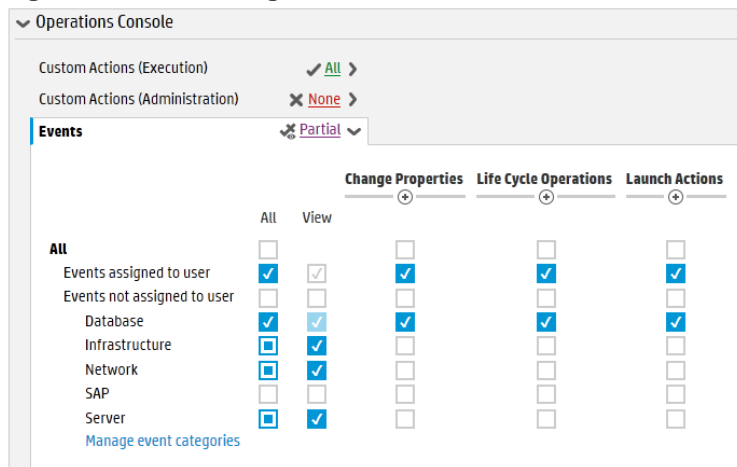 Operations Console
Custom Actions (Execution) All
Custom Actions (Administration) None
Events Partial
Change Properties Life Cycle Operations Launch Actions
All View
All
Events assigned to user
Events not assigned to user
Database
Infrastructure
Network
SAP
Server
Manage event categories